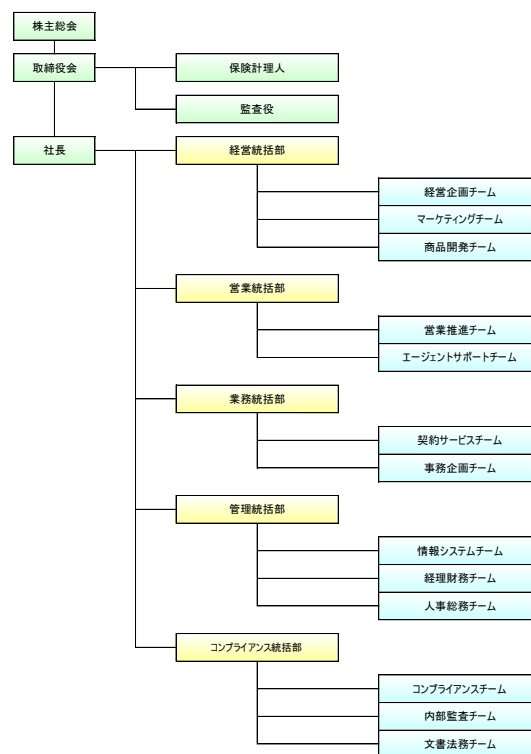 株主総会
取締役会
保険計理人
監査役
社長
経営統括部
経営企画チーム
マーケティングチーム
商品開発チーム
営業統括部
営業推進チーム
エージェントサポートチーム
業務統括部
契約サービスチーム
事務企画チーム
管理統括部
情報システムチーム
経理財務チーム
人事総務チーム
コンプライアンス統括部
コンプライアンスチーム
内部監査チーム
文書法務チーム